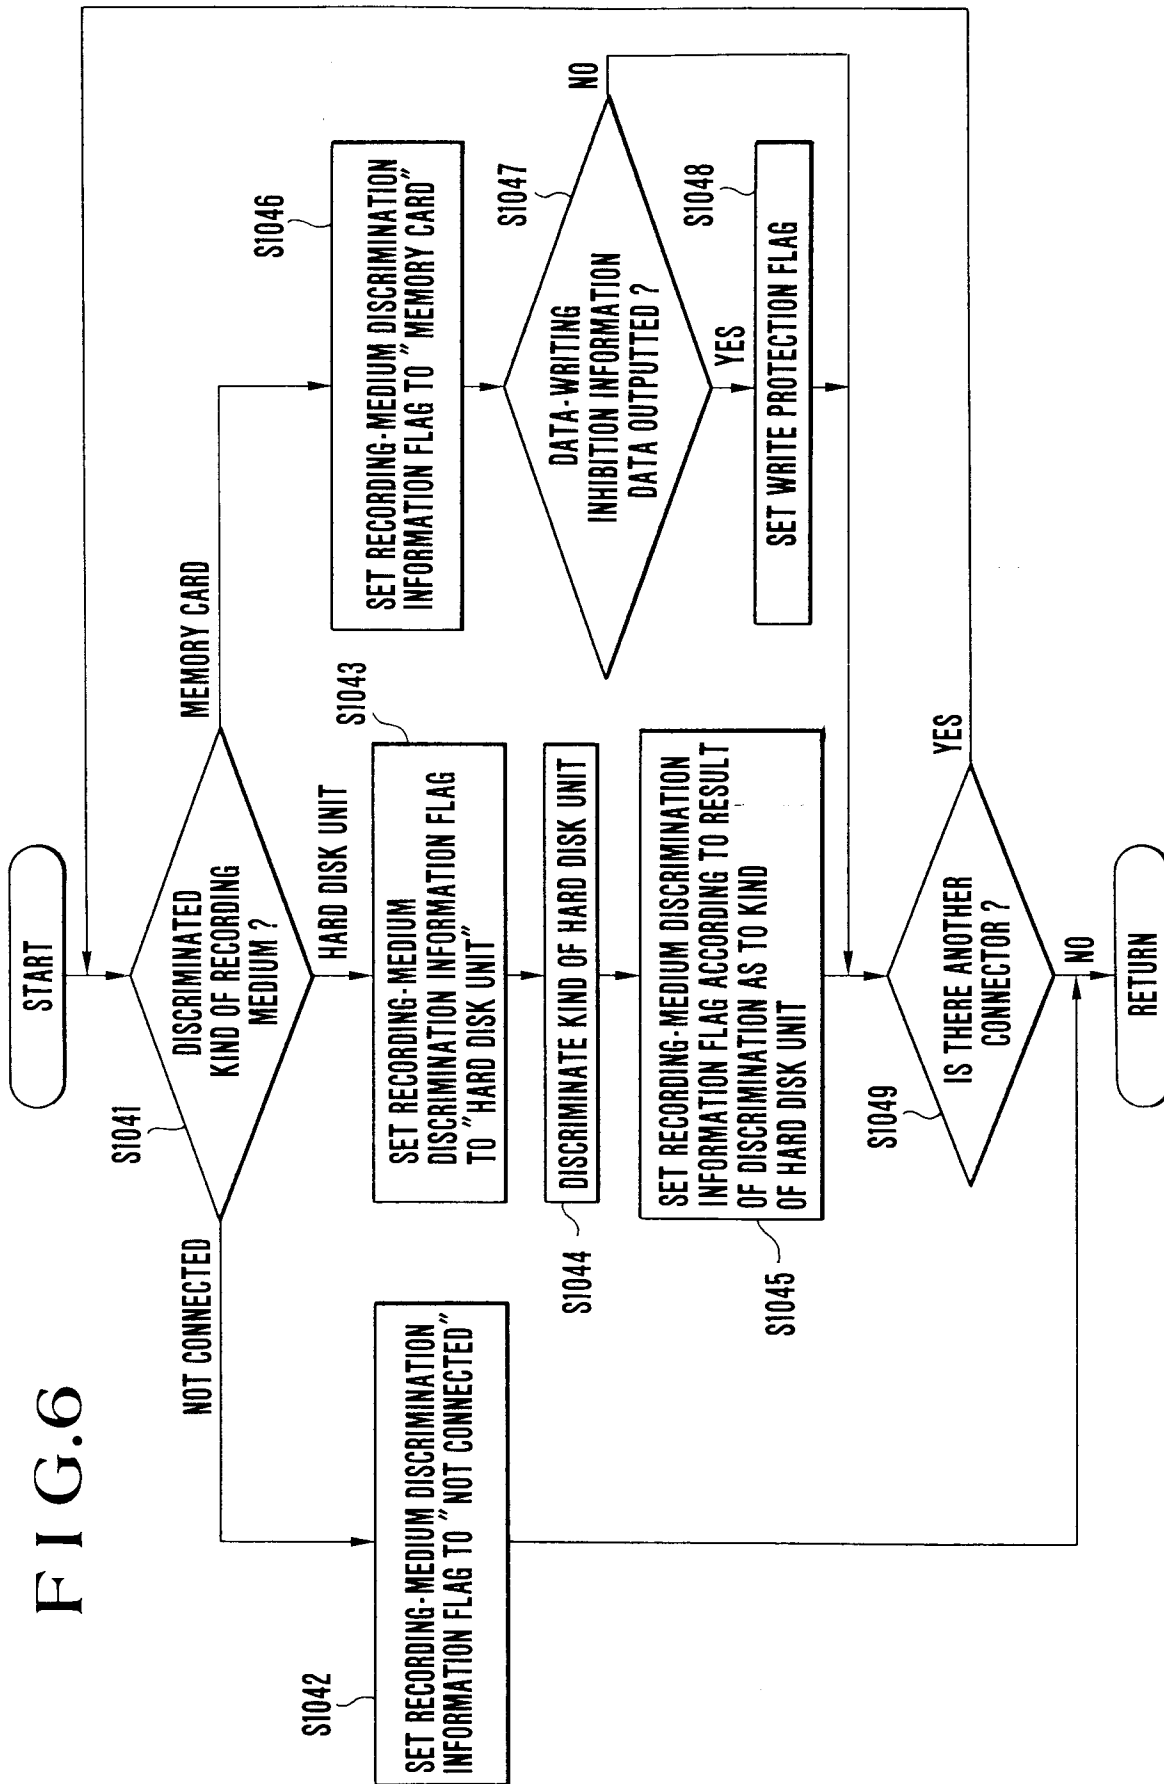 FIG.6
START
S1041
DISCRIMINATED
KIND OF RECORDING
MEDIUM ?
NOT CONNECTED
HARD DISK UNIT
MEMORY CARD
S1042
SET RECORDING-MEDIUM DISCRIMINATION
INFORMATION FLAG TO "NOT CONNECTED"
S1043
SET RECORDING-MEDIUM
DISCRIMINATION INFORMATION FLAG
TO "HARD DISK UNIT"
S1044
DISCRIMINATE KIND OF HARD DISK UNIT
S1045
SET RECORDING-MEDIUM DISCRIMINATION
INFORMATION FLAG ACCORDING TO RESULT
OF DISCRIMINATION AS TO KIND
OF HARD DISK UNIT
S1046
SET RECORDING-MEDIUM DISCRIMINATION
INFORMATION FLAG TO "MEMORY CARD"
S1047
DATA-WRITING
INHIBITION INFORMATION
DATA OUTPUTTED ?
NO
YES
S1048
SET WRITE PROTECTION FLAG
S1049
IS THERE ANOTHER
CONNECTOR ?
YES
NO
RETURN